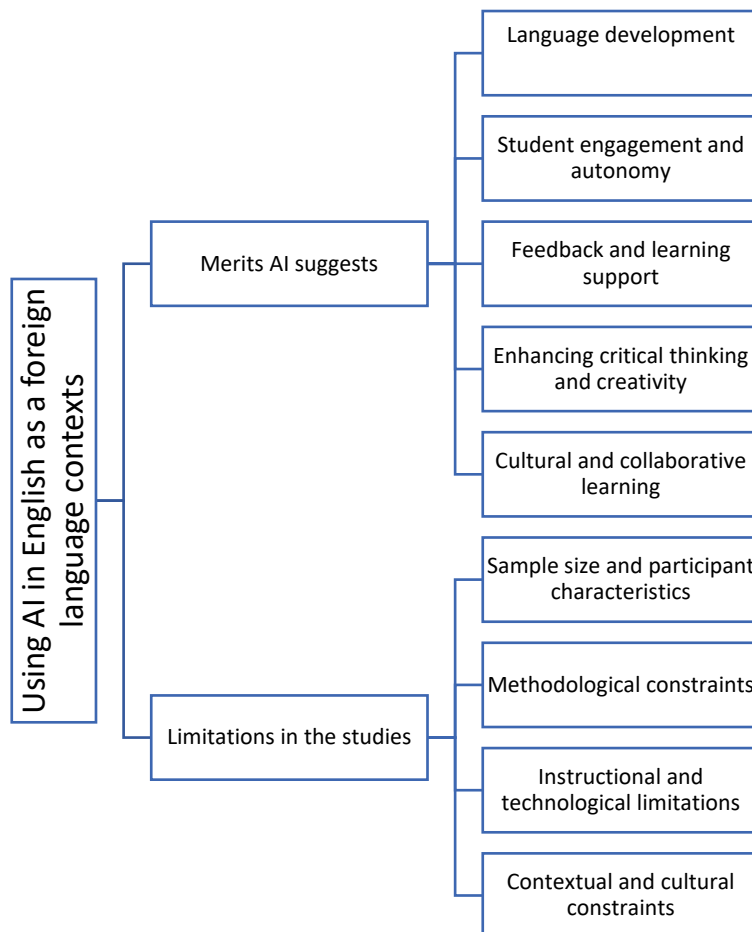 Using AI in English as a foreign
language contexts
Merits AI suggests
Language development
Student engagement and
autonomy
Feedback and learning
support
Enhancing critical thinking
and creativity
Cultural and collaborative
learning
Limitations in the studies
Sample size and participant
characteristics
Methodological constraints
Instructional and
technological limitations
Contextual and cultural
constraints